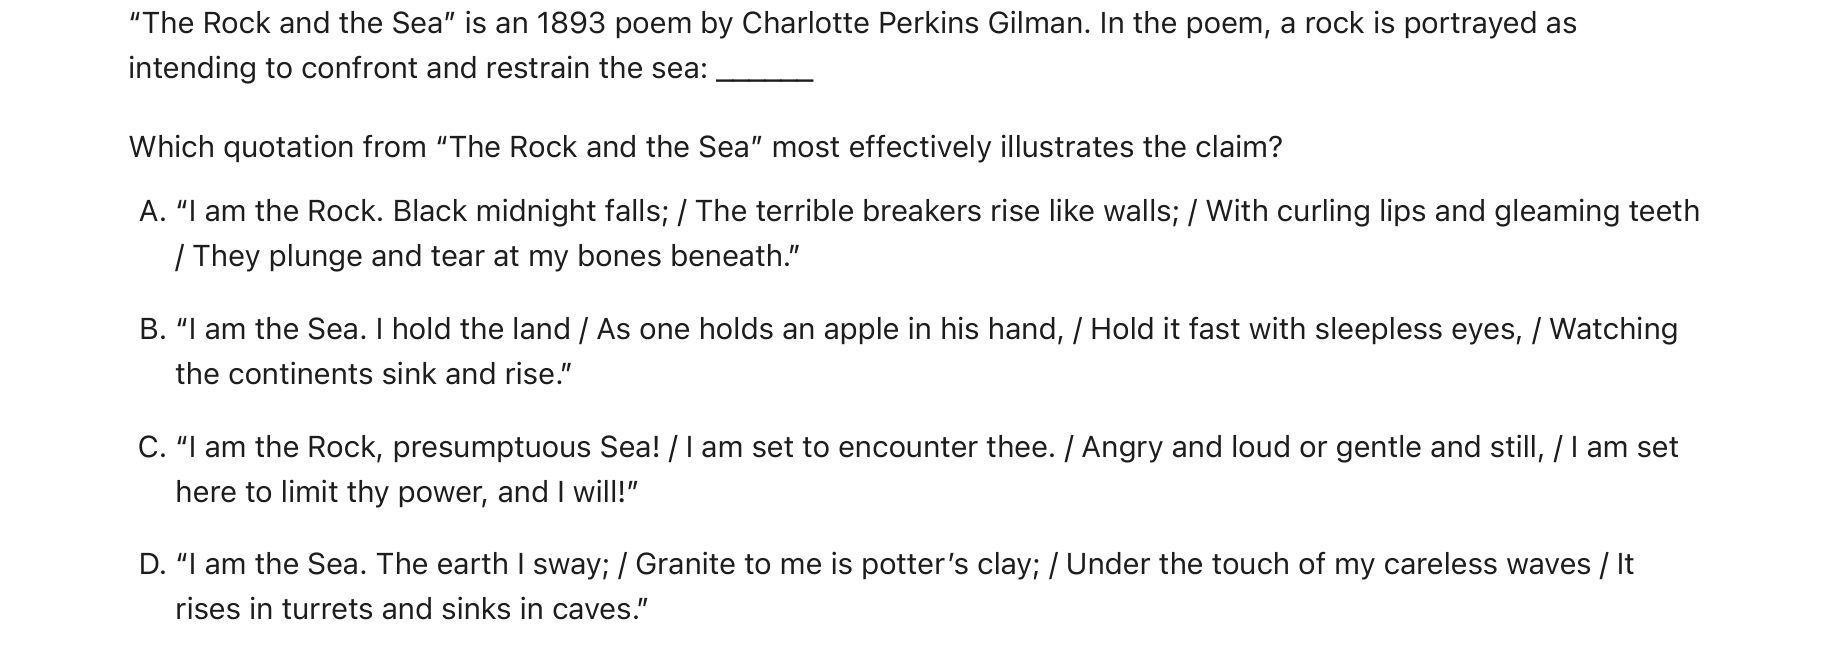 “The Rock and the Sea” is an 1893 poem by Charlotte Perkins Gilman. In the poem, a rock is portrayed as
intending to confront and restrain the sea: ______
Which quotation from “The Rock and the Sea” most effectively illustrates the claim?
A. “I am the Rock. Black midnight falls; / The terrible breakers rise like walls; / With curling lips and gleaming teeth
/ They plunge and tear at my bones beneath.”
B. “I am the Sea. I hold the land / As one holds an apple in his hand, / Hold it fast with sleepless eyes, / Watching
the continents sink and rise.”
C. “I am the Rock, presumptuous Sea! / I am set to encounter thee. / Angry and loud or gentle and still, / I am set
here to limit thy power, and I will!”
D. “I am the Sea. The earth I sway; / Granite to me is potter’s clay; / Under the touch of my careless waves / It
rises in turrets and sinks in caves.”